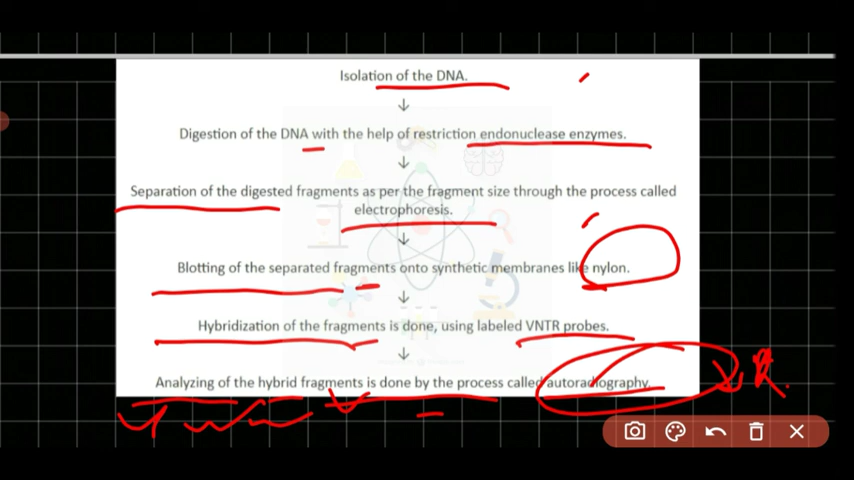 Isolation of the DNA.
↓
Digestion of the DNA with the help of restriction endonuclease enzymes.
↓
Separation of the digested fragments as per the fragment size through the process called
electrophoresis.
↓
Blotting of the separated fragments onto synthetic membranes like nylon.
↓
Hybridization of the fragments is done, using labeled VNTR probes.
↓
Analyzing of the hybrid fragments is done by the process called autoradiography.